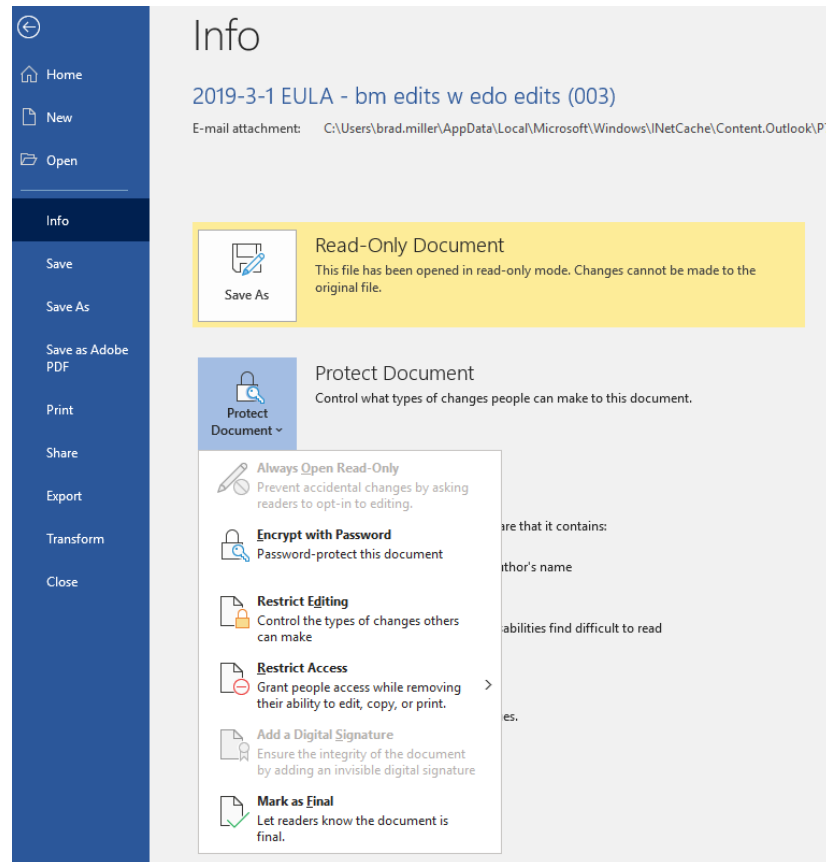 Info
Home
2019-3-1 EULA - bm edits w edo edits (003)
New
E-mail attachment: C:\Users\brad.miller\AppData\Local\Microsoft\Windows\INetCache\Content.Outlook\P
Open
Info
Read-Only Document
Save
This file has been opened in read-only mode. Changes cannot be made to the
original file.
Save As
Save As
Save as Adobe
PDF
Protect Document
Control what types of changes people can make to this document.
Print
Protect
Document
Share
Export
Transform
Close
Always Open Read-Only
Prevent accidental changes by asking
readers to opt-in to editing.
Encrypt with Password
Password-protect this document
are that it contains:
thor's name
Restrict Editing
Control the types of changes others
can make
abilities find difficult to read
Restrict Access
Grant people access while removing
their ability to edit, copy, or print.
es.
Add a Digital Signature
Ensure the integrity of the document
by adding an invisible digital signature
Mark as Final
Let readers know the document is
final.